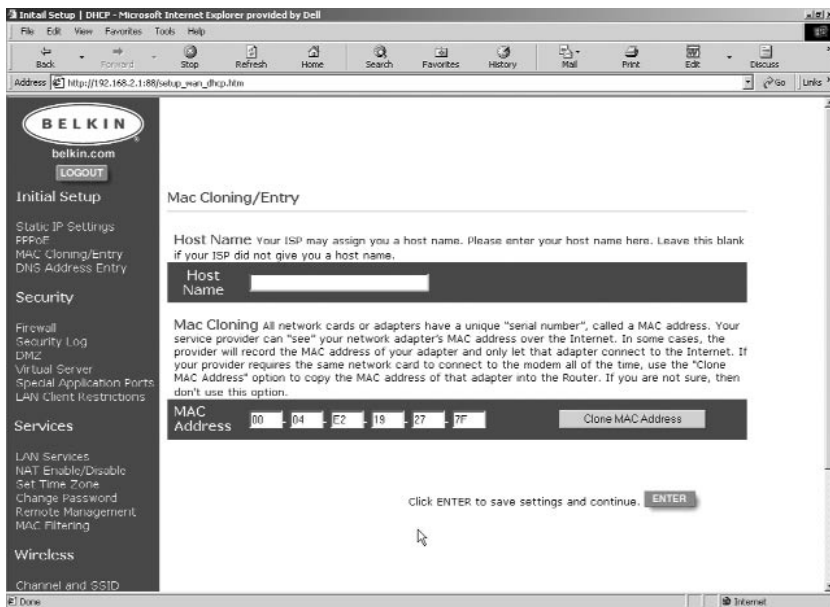 Initail Setup | DHCP - Microsoft Internet Explorer provided by Dell
File Edit View Favorites Tools Help
Back Forward Stop Refresh Home Search Favorites History Mail Print Edit Discuss
Address http://192.168.2.1:88/setup_wan_dhcp.htm Go Links
BELKIN
belkin.com
LOGOUT
Initial Setup
Static IP Settings
PPPoE
MAC Cloning/Entry
DNS Address Entry
Security
Firewall
Security Log
DMZ
Virtual Server
Special Application Ports
LAN Client Restrictions
Services
LAN Services
NAT Enable/Disable
Set Time Zone
Change Password
Remote Management
MAC Filtering
Wireless
Channel and SSID
Mac Cloning/Entry
Host Name Your ISP may assign you a host name. Please enter your host name here. Leave this blank
if your ISP did not give you a host name.
Host
Name
Mac Cloning All network cards or adapters have a unique "serial number", called a MAC address. Your
service provider can "see" your network adapter's MAC address over the Internet. In some cases, the
provider will record the MAC address of your adapter and only let that adapter connect to the Internet. If
your provider requires the same network card to connect to the modem all of the time, use the "Clone
MAC Address" option to copy the MAC address of that adapter into the Router. If you are not sure, then
don't use this option.
MAC
Address 00 - 04 - E2 - 19 - 27 - 7F Clone MAC Address
Click ENTER to save settings and continue. ENTER
Done Internet